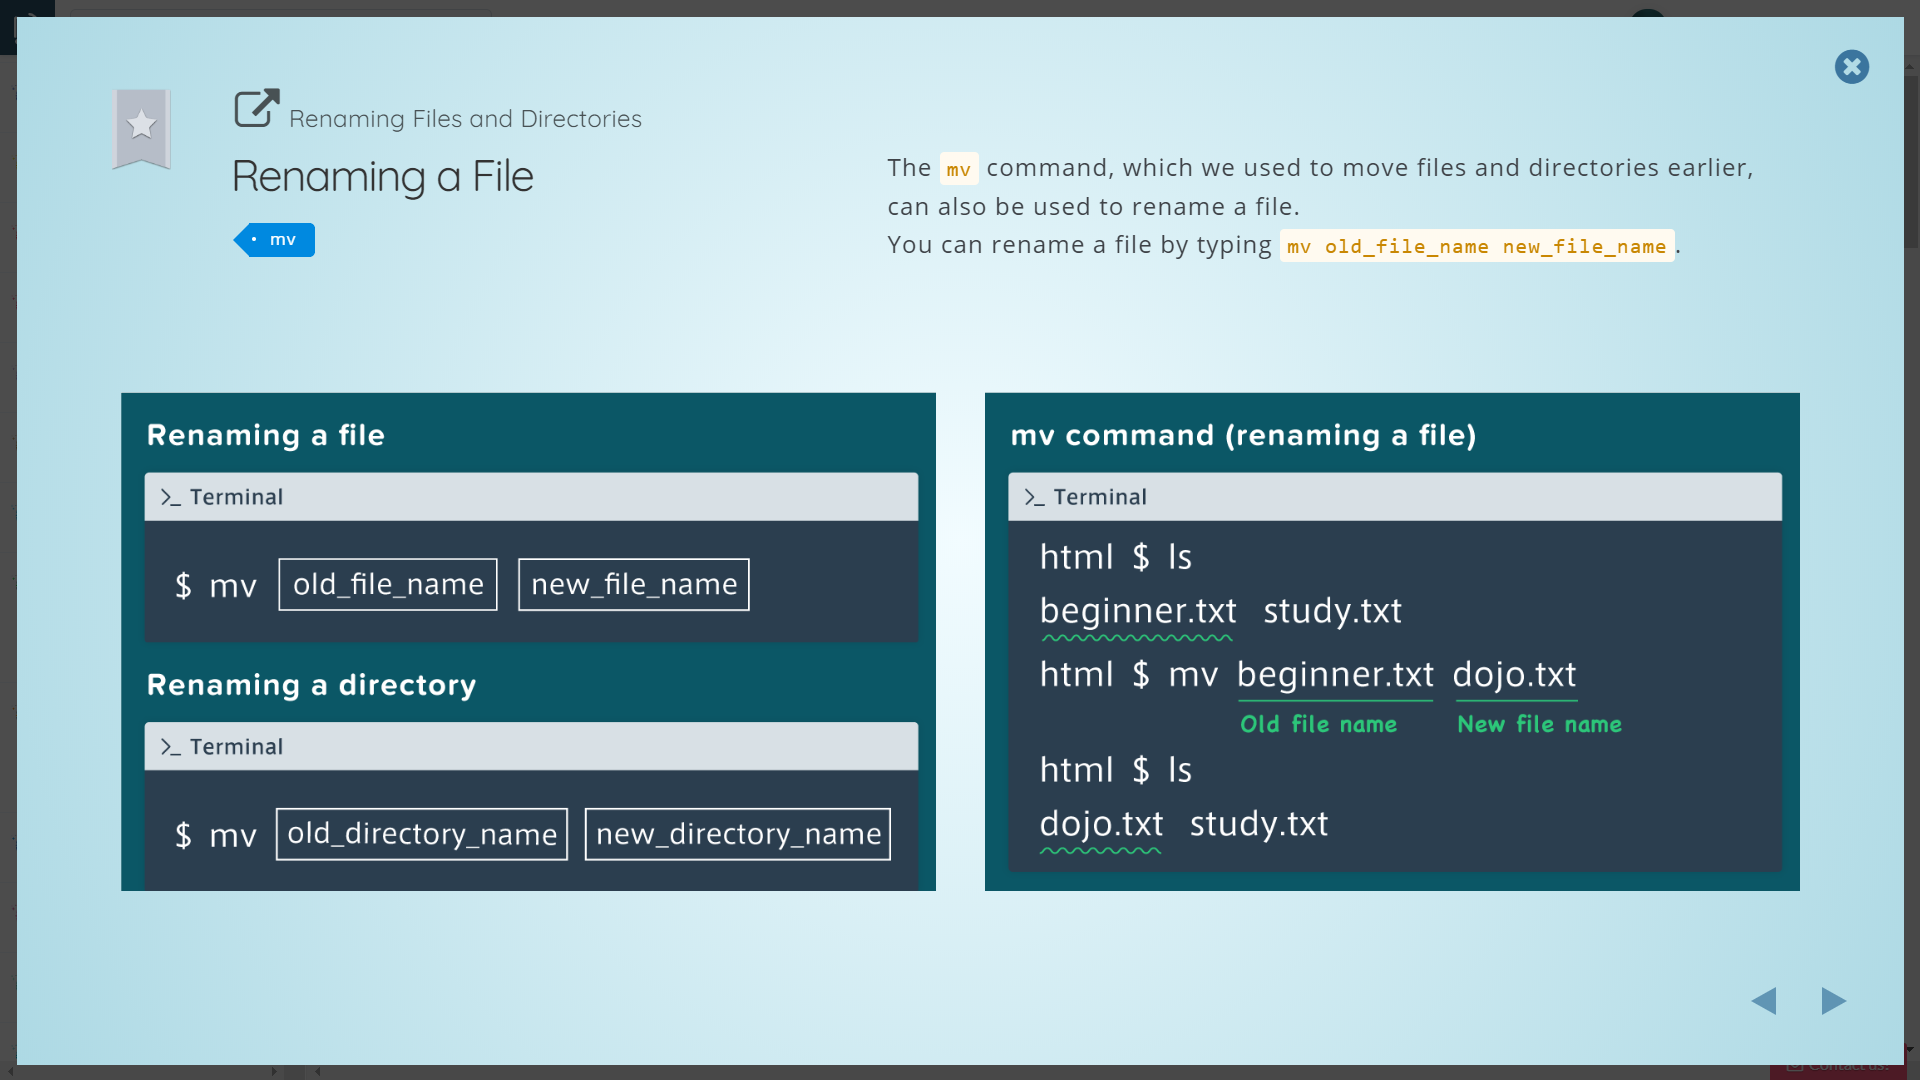 Renaming Files and Directories
Renaming a File
mv
The mv command, which we used to move files and directories earlier,
can also be used to rename a file.
You can rename a file by typing mv old_file_name new_file_name.
Renaming a file
>_ Terminal
$ mv old_file_name new_file_name
Renaming a directory
>_ Terminal
$ mv old_directory_name new_directory_name
mv command (renaming a file)
>_ Terminal
html $ ls
beginner.txt study.txt
html $ mv beginner.txt dojo.txt
Old file name New file name
html $ ls
dojo.txt study.txt
Contact us!